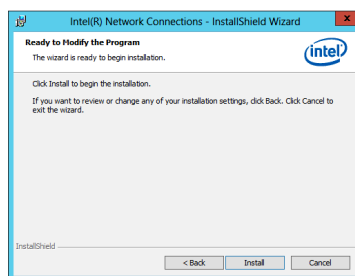 Intel(R) Network Connections - InstallShield Wizard
x
Ready to Modify the Program
The wizard is ready to begin installation.
intel
Click Install to begin the installation.
If you want to review or change any of your installation settings, click Back. Click Cancel to
exit the wizard.
InstallShield
< Back Install Cancel